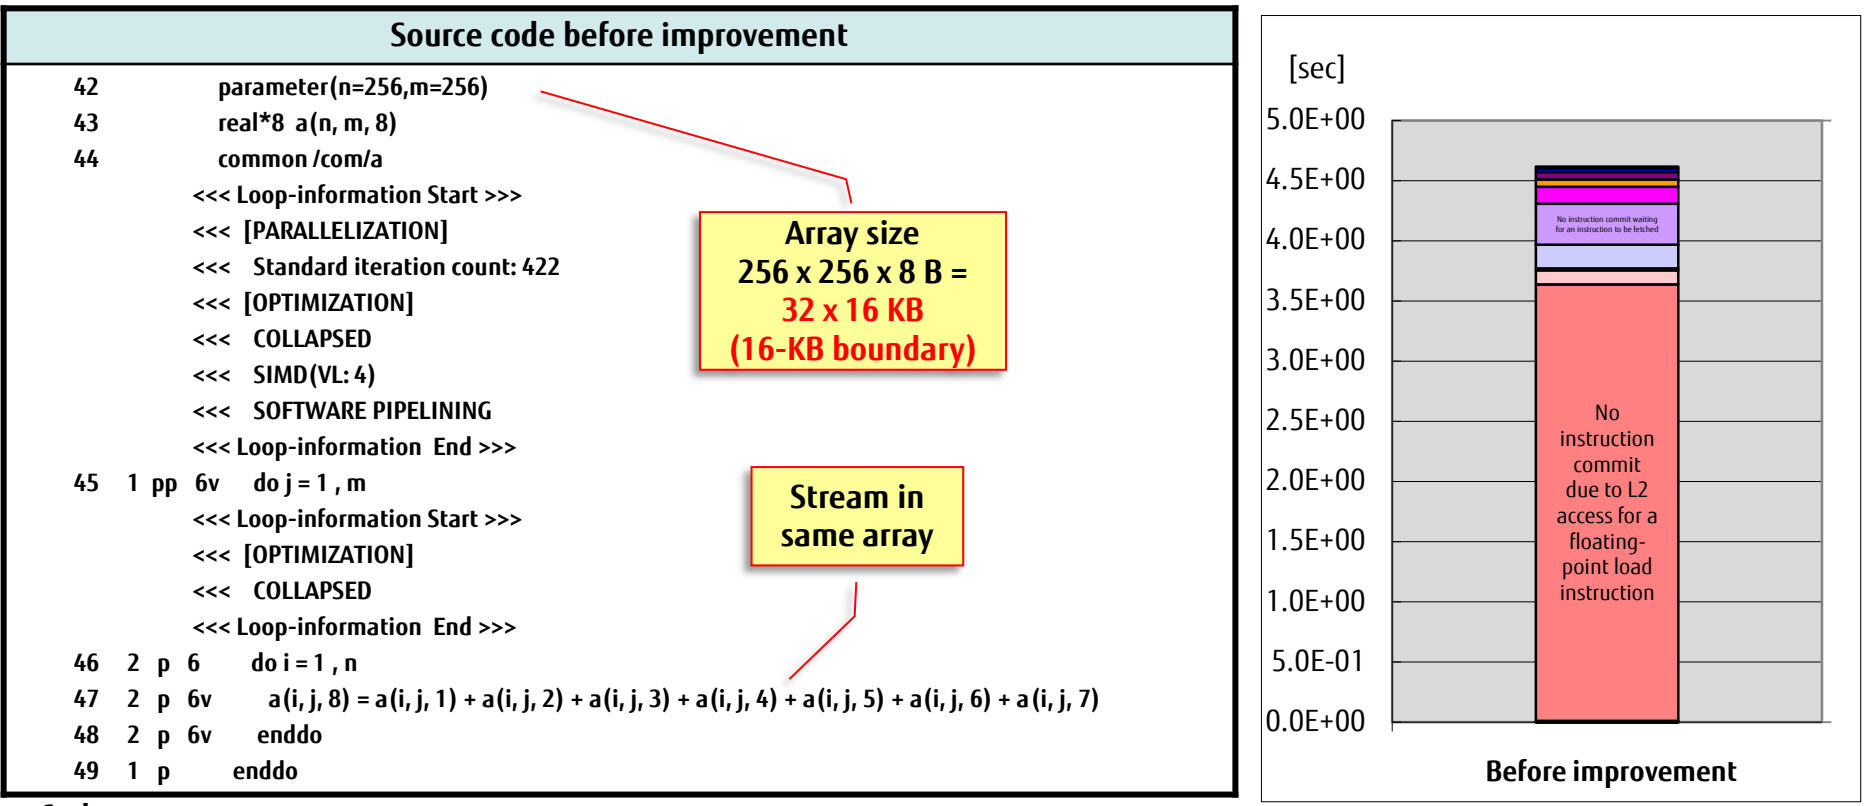 Source code before improvement
42 parameter(n=256,m=256)
43 real*8 a(n, m, 8)
44 common /com/a
<<< Loop-information Start >>>
<<< [PARALLELIZATION]
<<< Standard iteration count: 422
<<< [OPTIMIZATION]
<<< COLLAPSED
<<< SIMD(VL: 4)
<<< SOFTWARE PIPELINING
<<< Loop-information End >>>
45 1 pp 6v do j = 1 , m
<<< Loop-information Start >>>
<<< [OPTIMIZATION]
<<< COLLAPSED
<<< Loop-information End >>>
46 2 p 6 do i = 1 , n
47 2 p 6v a(i, j, 8) = a(i, j, 1) + a(i, j, 2) + a(i, j, 3) + a(i, j, 4) + a(i, j, 5) + a(i, j, 6) + a(i, j, 7)
48 2 p 6v enddo
49 1 p enddo
Array size
256 x 256 x 8 B =
32 x 16 KB
(16-KB boundary)
Stream in
same array
[sec]
5.0E+00
4.5E+00
4.0E+00
3.5E+00
3.0E+00
2.5E+00
2.0E+00
1.5E+00
1.0E+00
5.0E-01
0.0E+00
No instruction commit waiting
for an instruction to be fetched
No
instruction
commit
due to L2
access for a
floating-
point load
instruction
Before improvement